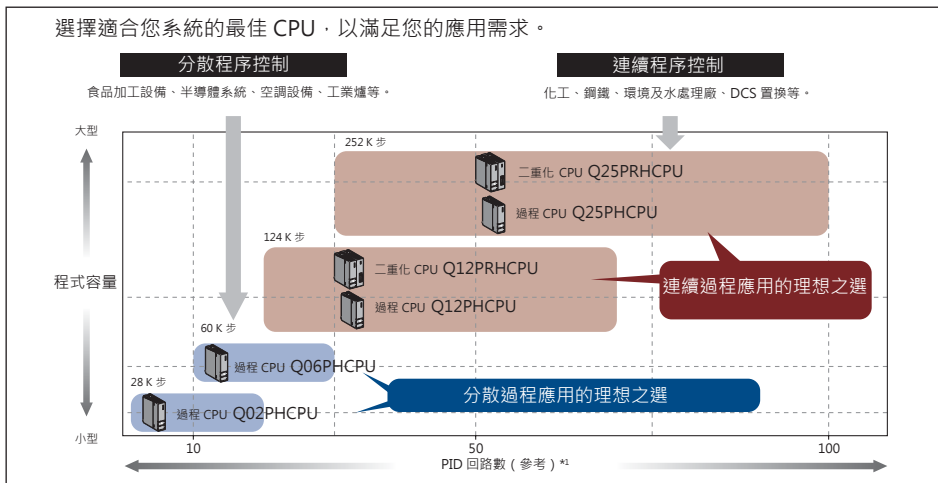 選擇適合您系統的最佳 CPU，以滿足您的應用需求。
分散程序控制
食品加工設備、半導體系統、空調設備、工業爐等。
連續程序控制
化工、鋼鐵、環境及水處理廠、DCS 置換等。
大型
程式容量
小型
252 K 步
二重化 CPU Q25PRHCPU
過程 CPU Q25PHCPU
124 K 步
二重化 CPU Q12PRHCPU
過程 CPU Q12PHCPU
連續過程應用的理想之選
60 K 步
過程 CPU Q06PHCPU
28 K 步
過程 CPU Q02PHCPU
分散過程應用的理想之選
10 50 100
PID 回路數 ( 參考 ) *1